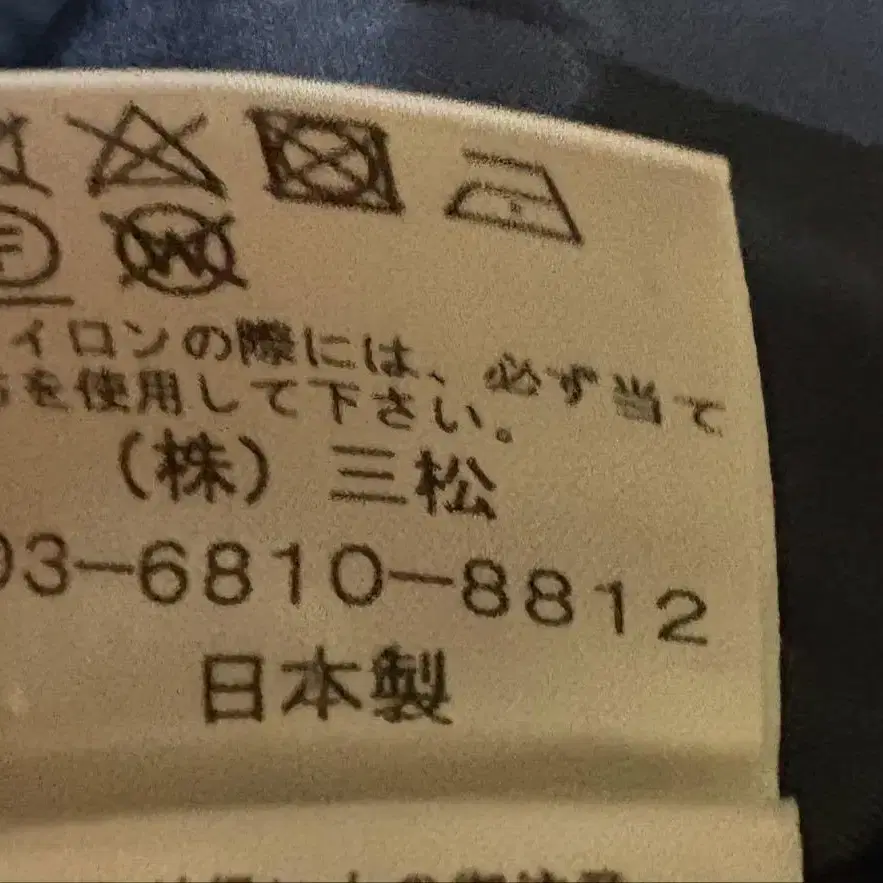 F W
イロンの際には、必ず当て
を使用して下さい。
(株) 三松
03-6810-8812
日本製